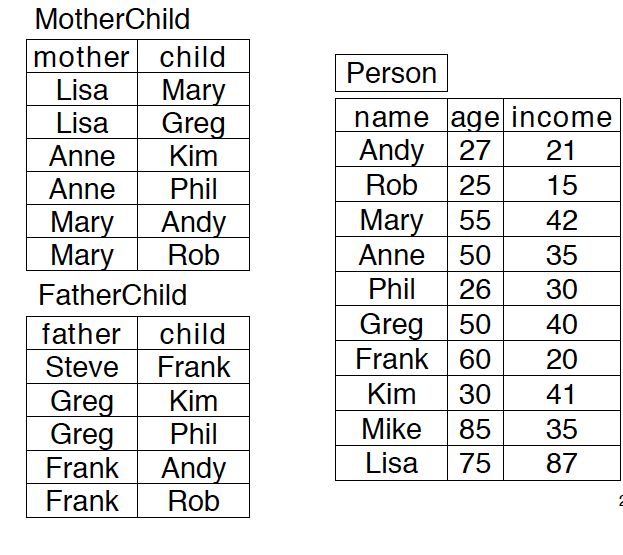 MotherChild
mother child
Lisa Mary
Lisa Greg
Anne Kim
Anne Phil
Mary Andy
Mary Rob
FatherChild
father child
Steve Frank
Greg Kim
Greg Phil
Frank Andy
Frank Rob
Person
name age income
Andy 27 21
Rob 25 15
Mary 55 42
Anne 50 35
Phil 26 30
Greg 50 40
Frank 60 20
Kim 30 41
Mike 85 35
Lisa 75 87